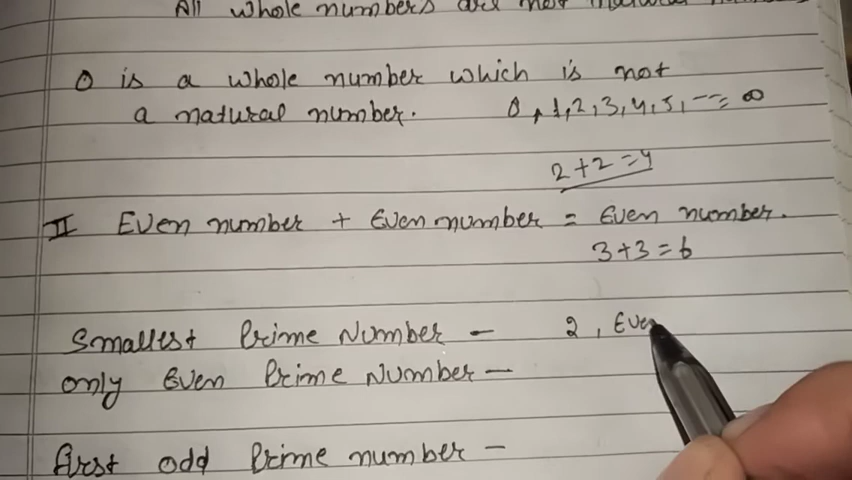 All whole numbers are not natural
0 is a whole number which is not
a natural number. 0, 1, 2, 3, 4, 5, --- ∞
2+2=4
II Even number + Even number = Even number.
3+3=6
Smallest Prime Number - 2, Eve
only Even Prime Number -
first odd Prime number -